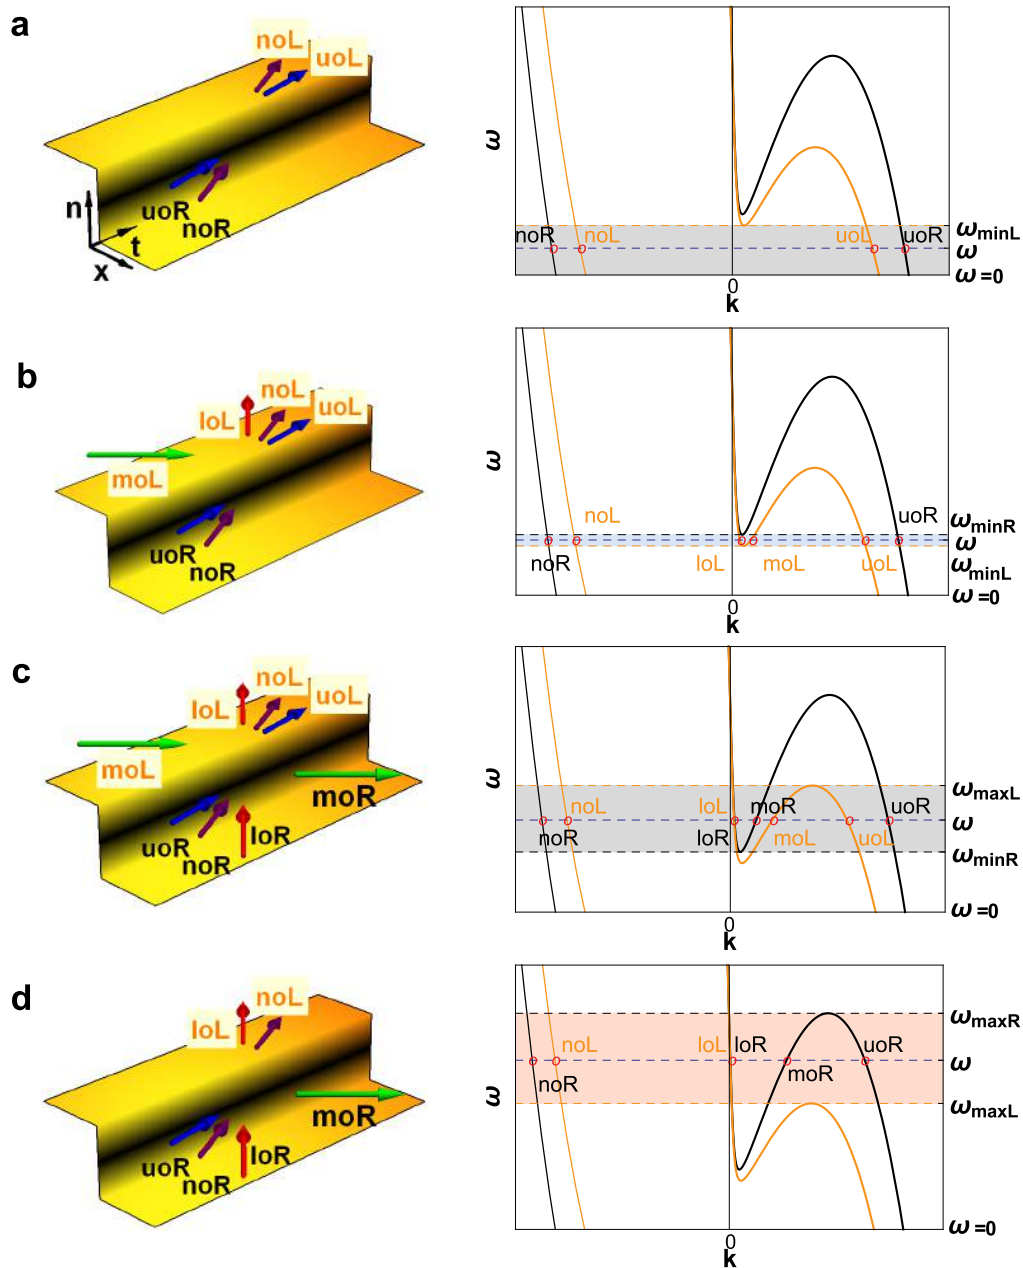 a
noL
uoL
uoR
noR
n
t
x
ω
noR
noL
uoL
uoR
ωminL
ω
ω=0
0
k
b
loL
noL
uoL
moL
uoR
noR
ω
noL
uoR
noR
loL
moL
uoL
ωminR
ω
ωminL
ω=0
0
k
c
loL
noL
uoL
moL
moR
uoR
noR
loR
ω
noL
loL
moR
uoR
noR
loR
moL
uoL
ωmaxL
ω
ωminR
ω=0
0
k
d
loL
noL
moR
uoR
noR
loR
ω
noL
loL
loR
uoR
noR
moR
ωmaxR
ω
ωmaxL
ω=0
0
k